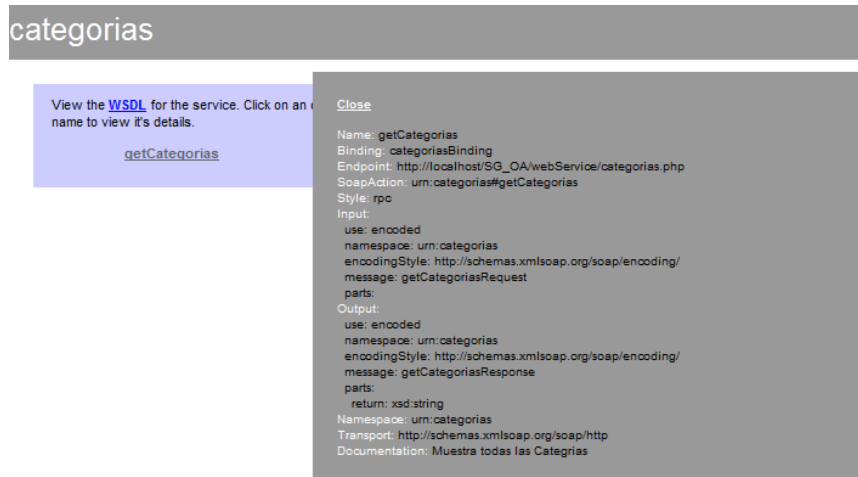 categorias
View the WSDL for the service. Click on an
name to view it's details.
getCategorias
Close
Name: getCategorias
Binding: categoriasBinding
Endpoint: http://localhost/SG_OA/webService/categorias.php
SoapAction: urn:categorias#getCategorias
Style: rpc
Input:
use: encoded
namespace: urn:categorias
encodingStyle: http://schemas.xmlsoap.org/soap/encoding/
message: getCategoriasRequest
parts:
Output:
use: encoded
namespace: urn:categorias
encodingStyle: http://schemas.xmlsoap.org/soap/encoding/
message: getCategoriasResponse
parts:
return: xsd:string
Namespace: urn:categorias
Transport: http://schemas.xmlsoap.org/soap/http
Documentation: Muestra todas las Categrias